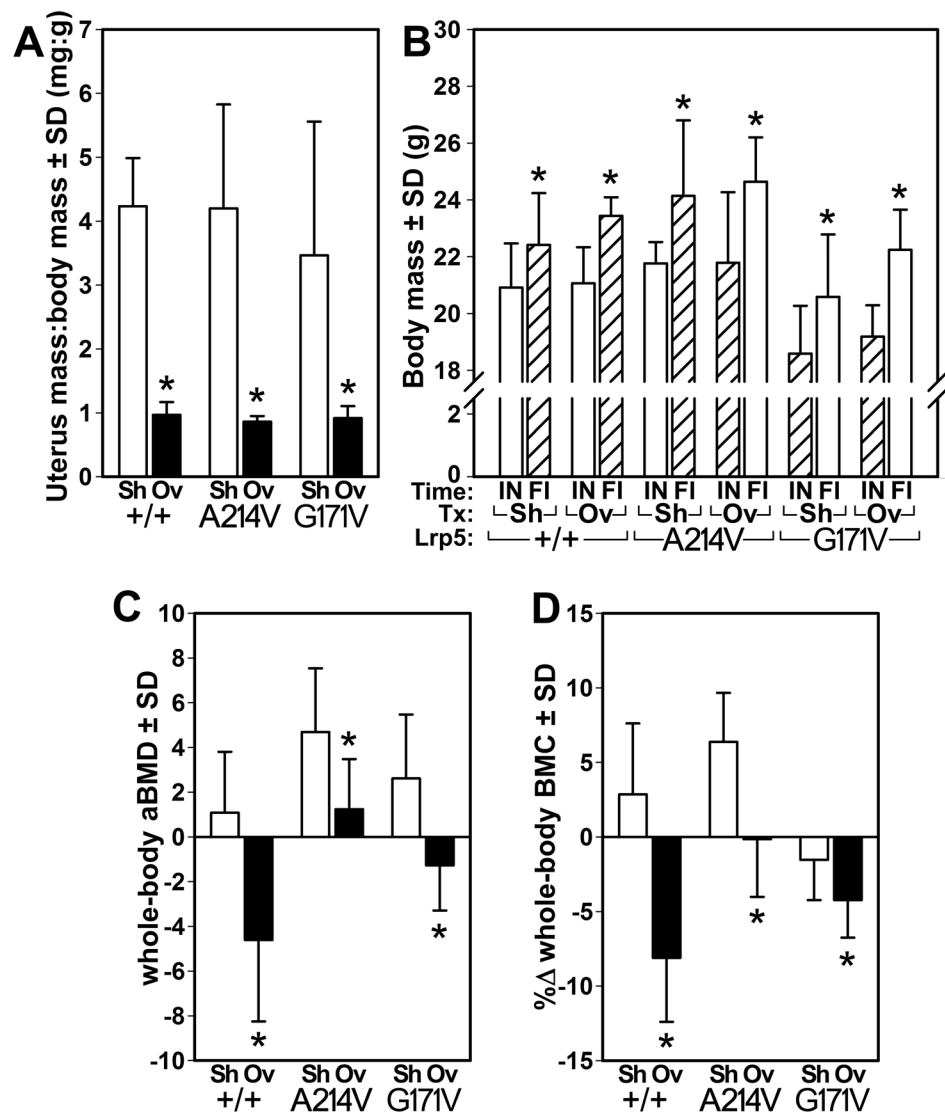 A
Uterus mass:body mass ± SD (mg:g)
7
6
5
4
3
2
1
0
* * *
Sh Ov Sh Ov Sh Ov
+/+ A214V G171V
B
Body mass ± SD (g)
30
28
26
24
22
20
18
2
0
* * * * * *
Time: IN FI IN FI IN FI IN FI IN FI IN FI
Tx: Sh Ov Sh Ov Sh Ov
Lrp5: +/+ A214V G171V
C
whole-body aBMD ± SD
10
8
6
4
2
0
-2
-4
-6
-8
-10
* * *
Sh Ov Sh Ov Sh Ov
+/+ A214V G171V
D
%Δ whole-body BMC ± SD
15
10
5
0
-5
-10
-15
* * *
Sh Ov Sh Ov Sh Ov
+/+ A214V G171V